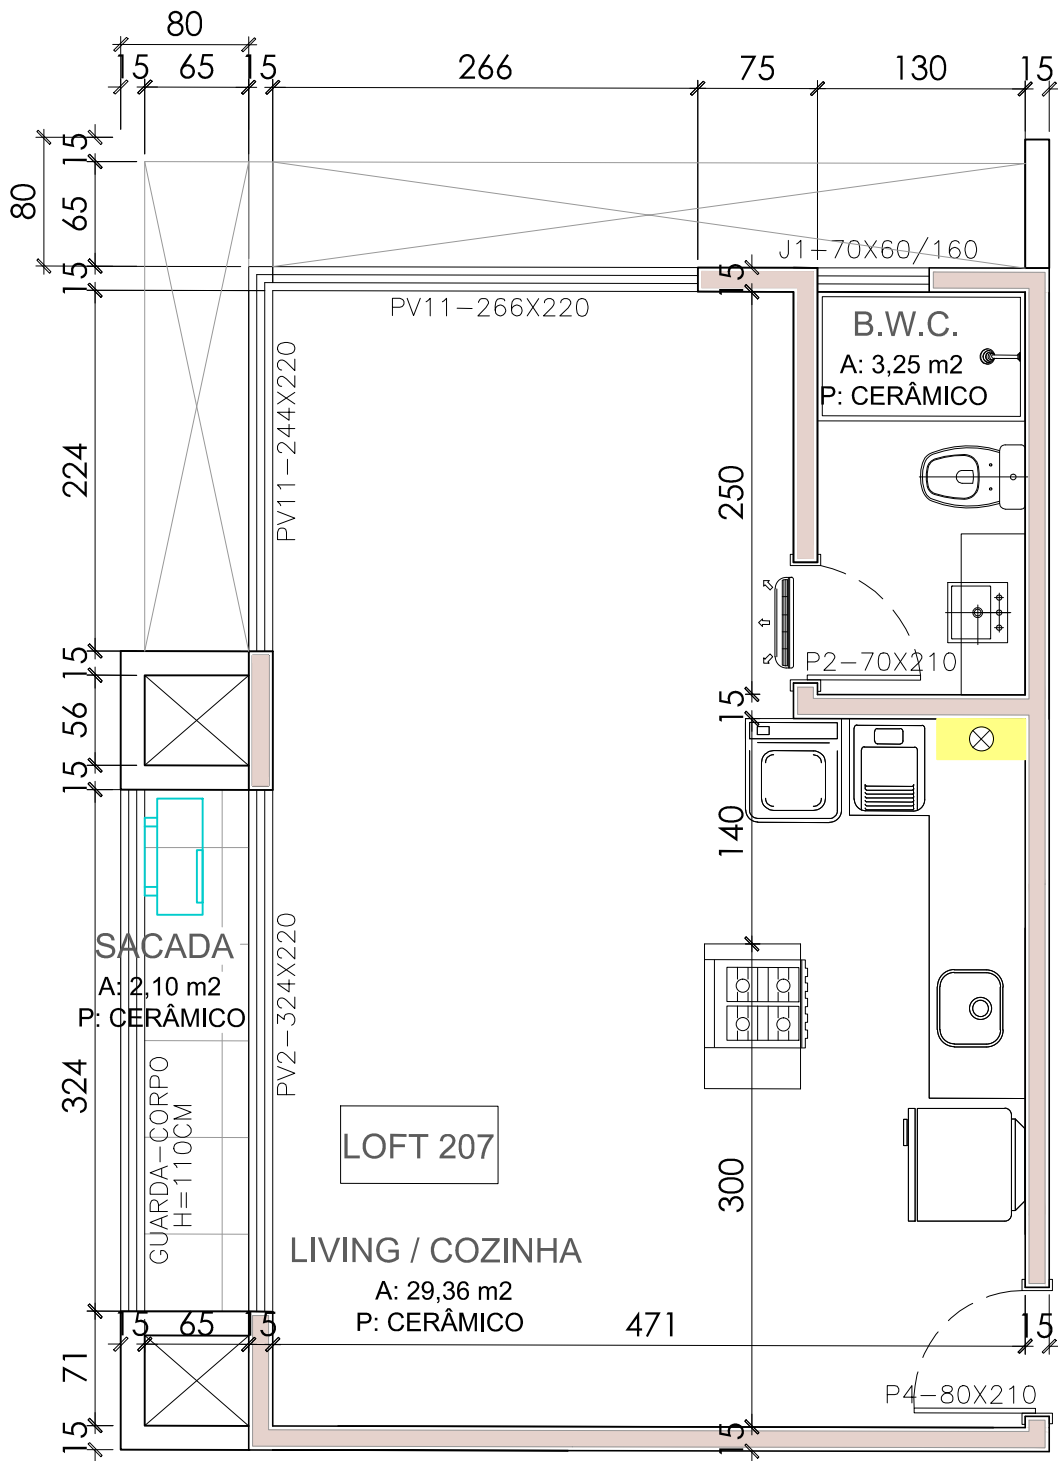 80
15 65 15 266 75 130 15
15
80
65
15
J1-70X60/160
15
PV11-266X220
B.W.C.
A: 3,25 m2
P: CERÂMICO
PV11-244X220
224
250
15
P2-70X210
56
15
15
140
SACADA
A: 2,10 m2
P: CERÂMICO
PV2-324X220
324
GUARDA-CORPO
H=110CM
LOFT 207
300
LIVING / COZINHA
A: 29,36 m2
P: CERÂMICO
15 65 15 471 15
71
P4-80X210
15
15